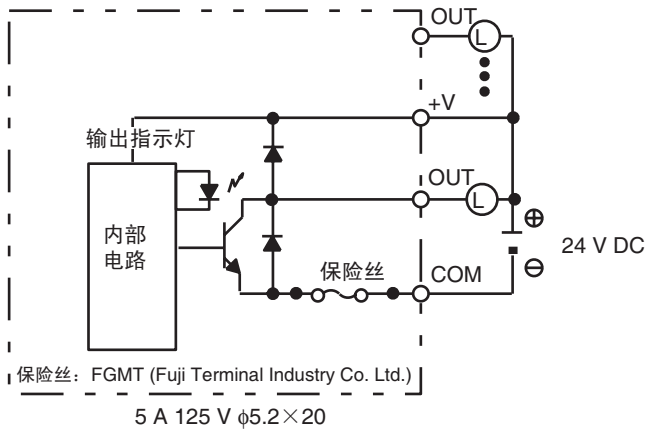 OUT
L
+V
输出指示灯
OUT
L
内部
电路
⊕
24 V DC
⊖
保险丝
COM
保险丝：FGMT (Fuji Terminal Industry Co. Ltd.)
5 A 125 V ϕ5.2×20